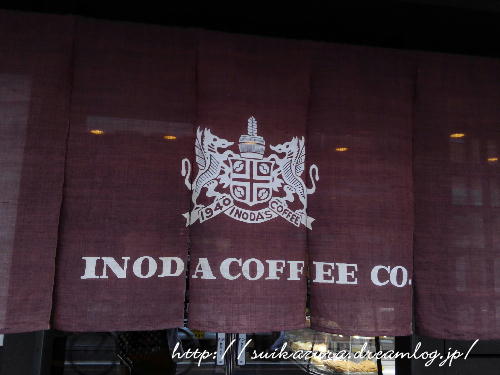 1940 INODA'S COFFEE
INODA COFFEE CO.
http://suikazura.dreamlog.jp/